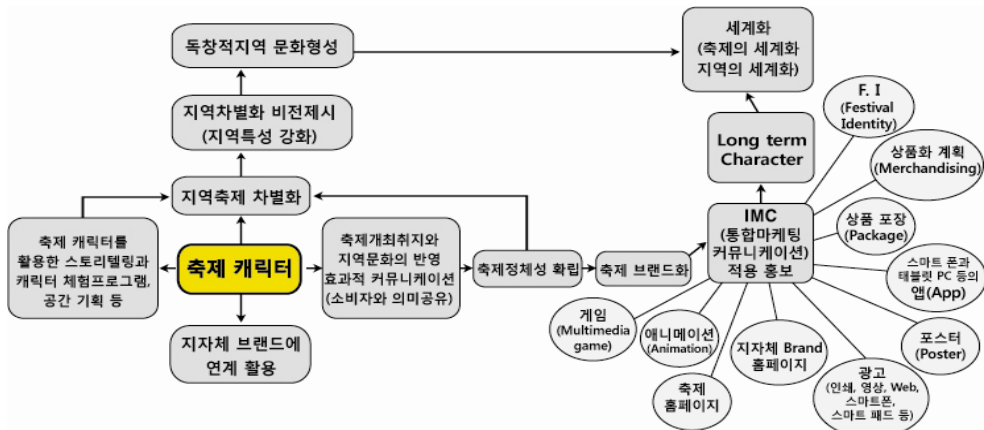 독창적지역 문화형성
세계화
(축제의 세계화
지역의 세계화)
지역차별화 비전제시
(지역특성 강화)
F. I
(Festival
Identity)
Long term
Character
상품화 계획
(Merchandising)
지역축제 차별화
축제 캐릭터를
활용한 스토리텔링과
캐릭터 체험프로그램,
공간 기획 등
축제 캐릭터
축제개최취지와
지역문화의 반영
효과적 커뮤니케이션
(소비자와 의미공유)
축제정체성 확립
축제 브랜드화
IMC
(통합마케팅
커뮤니케이션)
적용 홍보
상품 포장
(Package)
스마트 폰과
태블릿 PC 등의
앱(App)
지자체 브랜드에
연계 활용
게임
(Multimedia
game)
애니메이션
(Animation)
축제
홈페이지
지자체 Brand
홈페이지
광고
(인쇄, 영상, Web,
스마트폰,
스마트 패드 등)
포스터
(Poster)